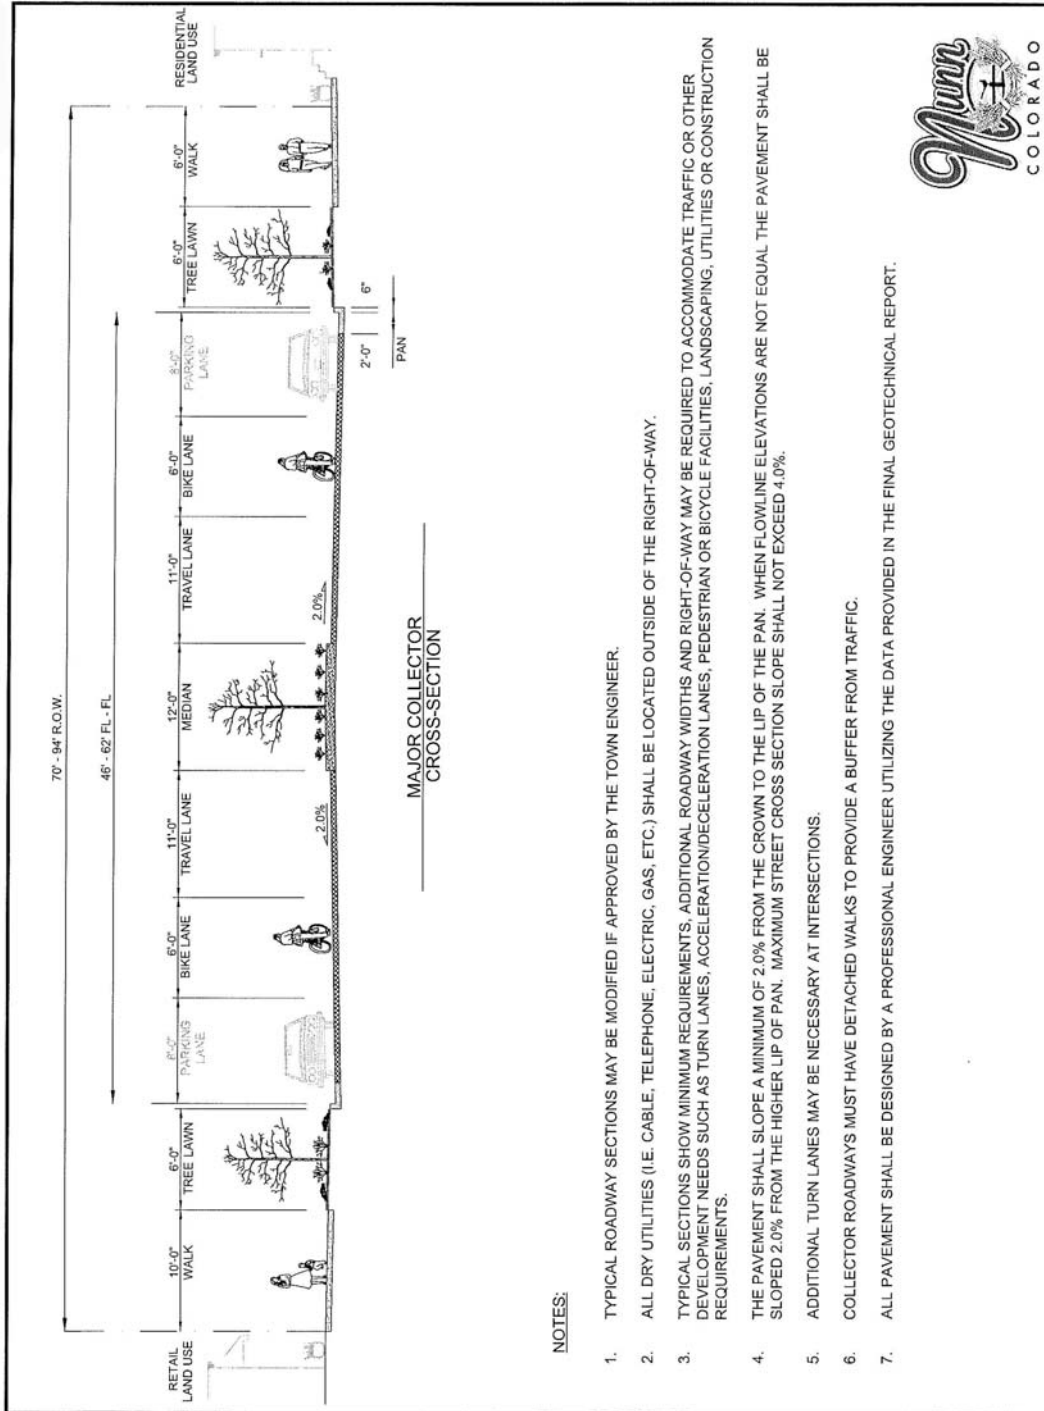 70' - 94' R.O.W.
46' - 62' FL - FL
RETAIL
LAND USE
10'-0"
WALK
6'-0"
TREE LAWN
8'-0"
PARKING
LANE
6'-0"
BIKE LANE
11'-0"
TRAVEL LANE
12'-0"
MEDIAN
11'-0"
TRAVEL LANE
6'-0"
BIKE LANE
8'-0"
PARKING
LANE
6'-0"
TREE LAWN
6'-0"
WALK
RESIDENTIAL
LAND USE
2.0%
2.0%
2'-0"
6"
PAN
MAJOR COLLECTOR
CROSS-SECTION
NOTES:
1. TYPICAL ROADWAY SECTIONS MAY BE MODIFIED IF APPROVED BY THE TOWN ENGINEER.
2. ALL DRY UTILITIES (I.E. CABLE, TELEPHONE, ELECTRIC, GAS, ETC.) SHALL BE LOCATED OUTSIDE OF THE RIGHT-OF-WAY.
3. TYPICAL SECTIONS SHOW MINIMUM REQUIREMENTS, ADDITIONAL ROADWAY WIDTHS AND RIGHT-OF-WAY MAY BE REQUIRED TO ACCOMMODATE TRAFFIC OR OTHER
DEVELOPMENT NEEDS SUCH AS TURN LANES, ACCELERATION/DECELERATION LANES, PEDESTRIAN OR BICYCLE FACILITIES, LANDSCAPING, UTILITIES OR CONSTRUCTION
REQUIREMENTS.
4. THE PAVEMENT SHALL SLOPE A MINIMUM OF 2.0% FROM THE CROWN TO THE LIP OF THE PAN. WHEN FLOWLINE ELEVATIONS ARE NOT EQUAL THE PAVEMENT SHALL BE
SLOPED 2.0% FROM THE HIGHER LIP OF PAN. MAXIMUM STREET CROSS SECTION SLOPE SHALL NOT EXCEED 4.0%.
5. ADDITIONAL TURN LANES MAY BE NECESSARY AT INTERSECTIONS.
6. COLLECTOR ROADWAYS MUST HAVE DETACHED WALKS TO PROVIDE A BUFFER FROM TRAFFIC.
7. ALL PAVEMENT SHALL BE DESIGNED BY A PROFESSIONAL ENGINEER UTILIZING THE DATA PROVIDED IN THE FINAL GEOTECHNICAL REPORT.
Nunn
COLORADO